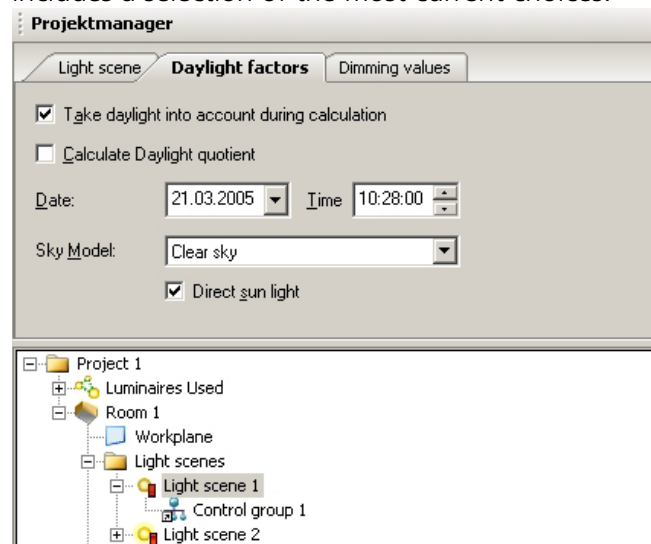 includes a selection of the most current choices.
Projektmanager
Light scene Daylight factors Dimming values
Take daylight into account during calculation
Calculate Daylight quotient
Date: 21.03.2005 Time 10:28:00
Sky Model: Clear sky
Direct sun light
Project 1
Luminaires Used
Room 1
Workplane
Light scenes
Light scene 1
Control group 1
Light scene 2